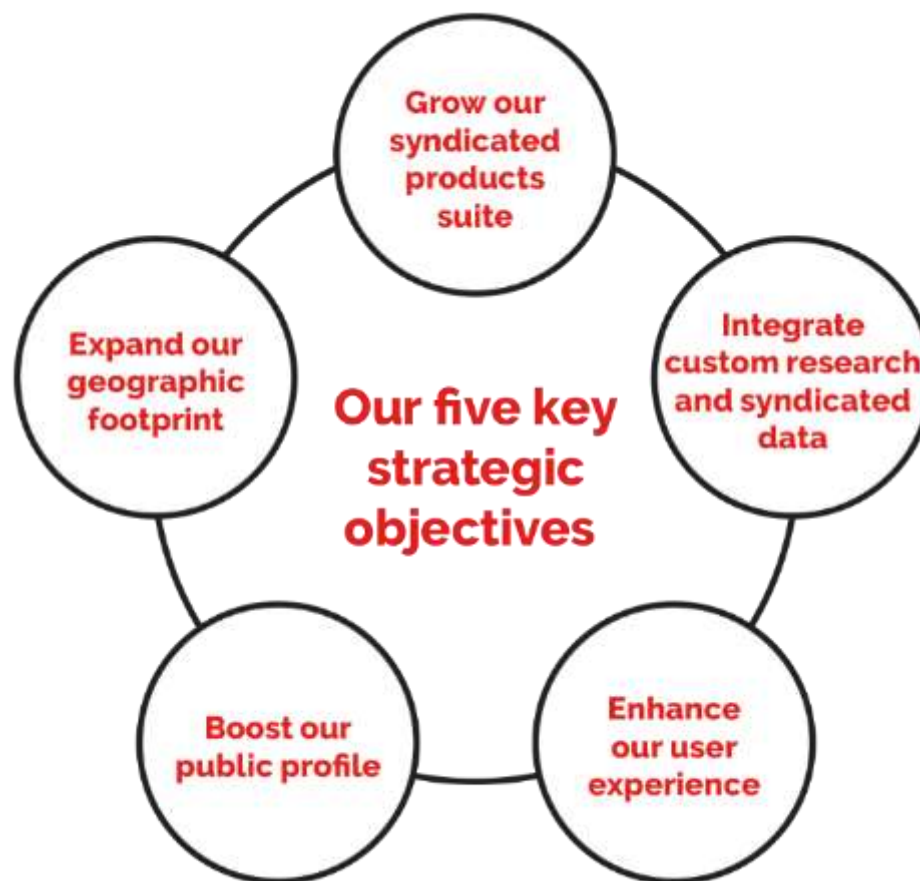 Grow our
syndicated
products
suite
Integrate
custom research
and syndicated
data
Enhance
our user
experience
Boost our
public profile
Expand our
geographic
footprint
Our five key
strategic
objectives